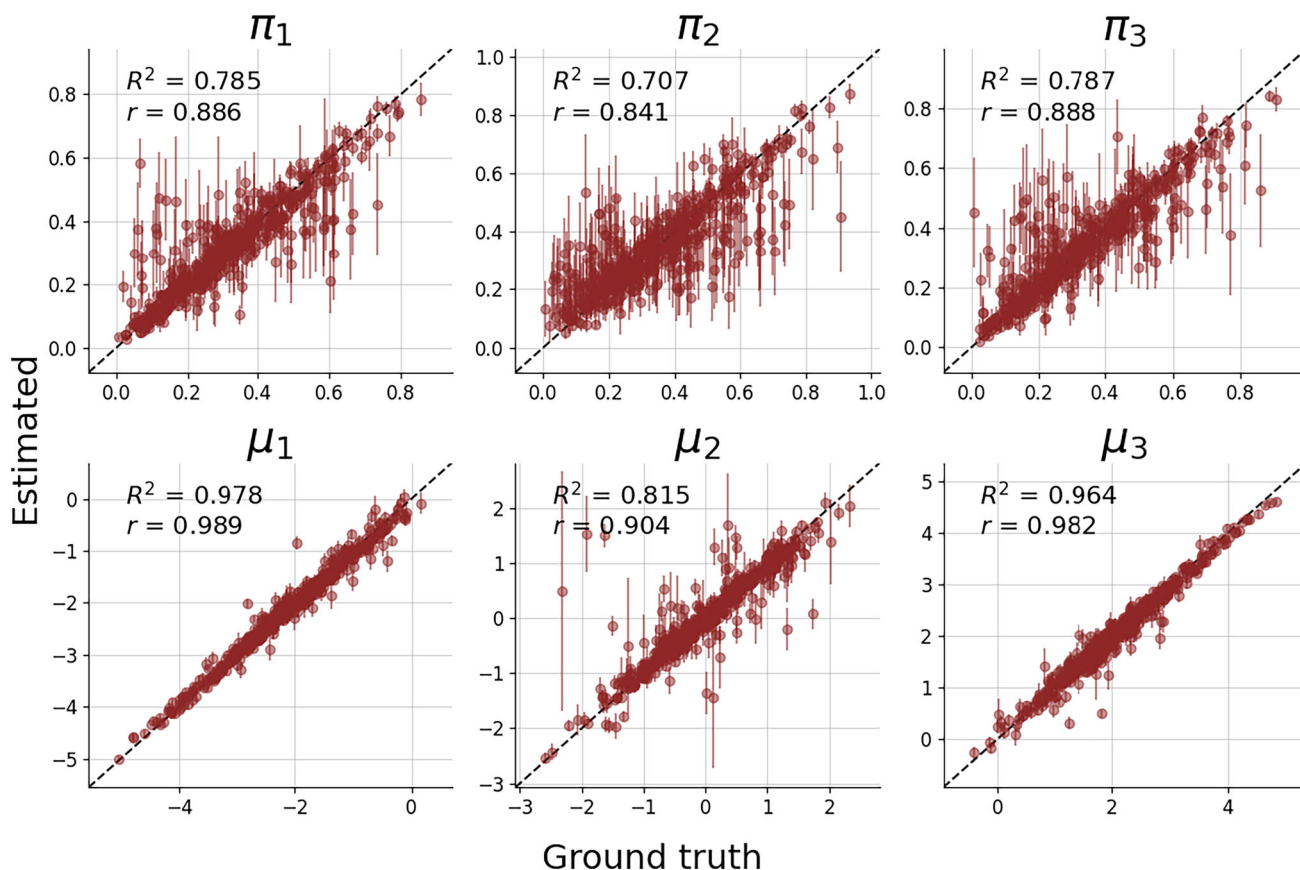 π₁
R² = 0.785
r = 0.886
0.8
0.6
0.4
0.2
0.0
0.0 0.2 0.4 0.6 0.8
π₂
R² = 0.707
r = 0.841
1.0
0.8
0.6
0.4
0.2
0.0
0.0 0.2 0.4 0.6 0.8 1.0
π₃
R² = 0.787
r = 0.888
0.8
0.6
0.4
0.2
0.0
0.0 0.2 0.4 0.6 0.8
Estimated
μ₁
R² = 0.978
r = 0.989
0
−1
−2
−3
−4
−5
−4 −2 0
μ₂
R² = 0.815
r = 0.904
2
1
0
−1
−2
−3
−3 −2 −1 0 1 2
μ₃
R² = 0.964
r = 0.982
5
4
3
2
1
0
0 2 4
Ground truth